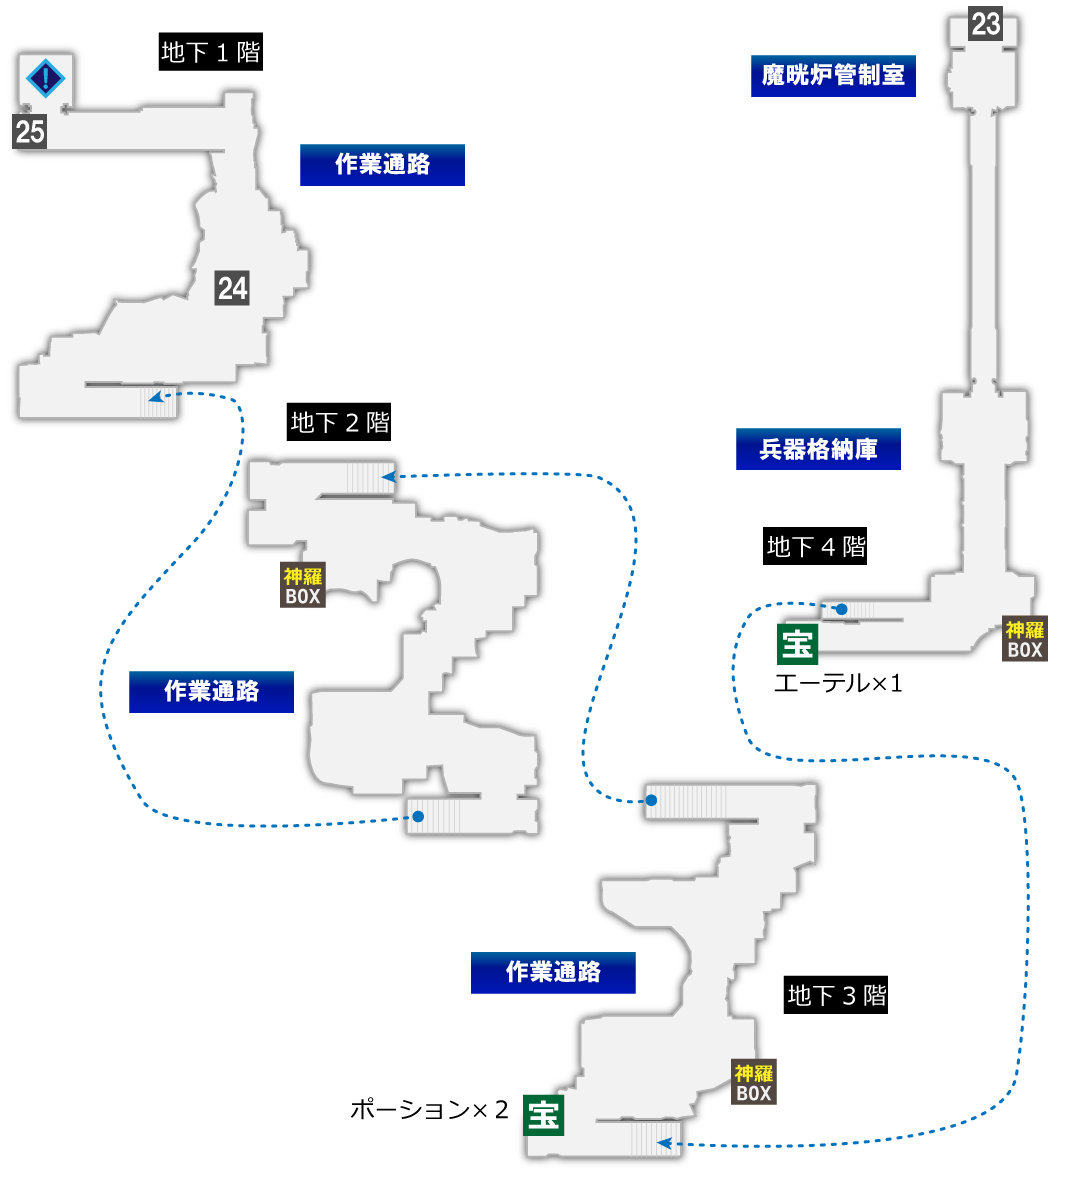 地下1階
25
作業通路
24
23
魔晄炉管制室
地下2階
神羅
BOX
作業通路
兵器格納庫
地下4階
宝
エーテル×1
神羅
BOX
作業通路
地下3階
神羅
BOX
ポーション×2
宝